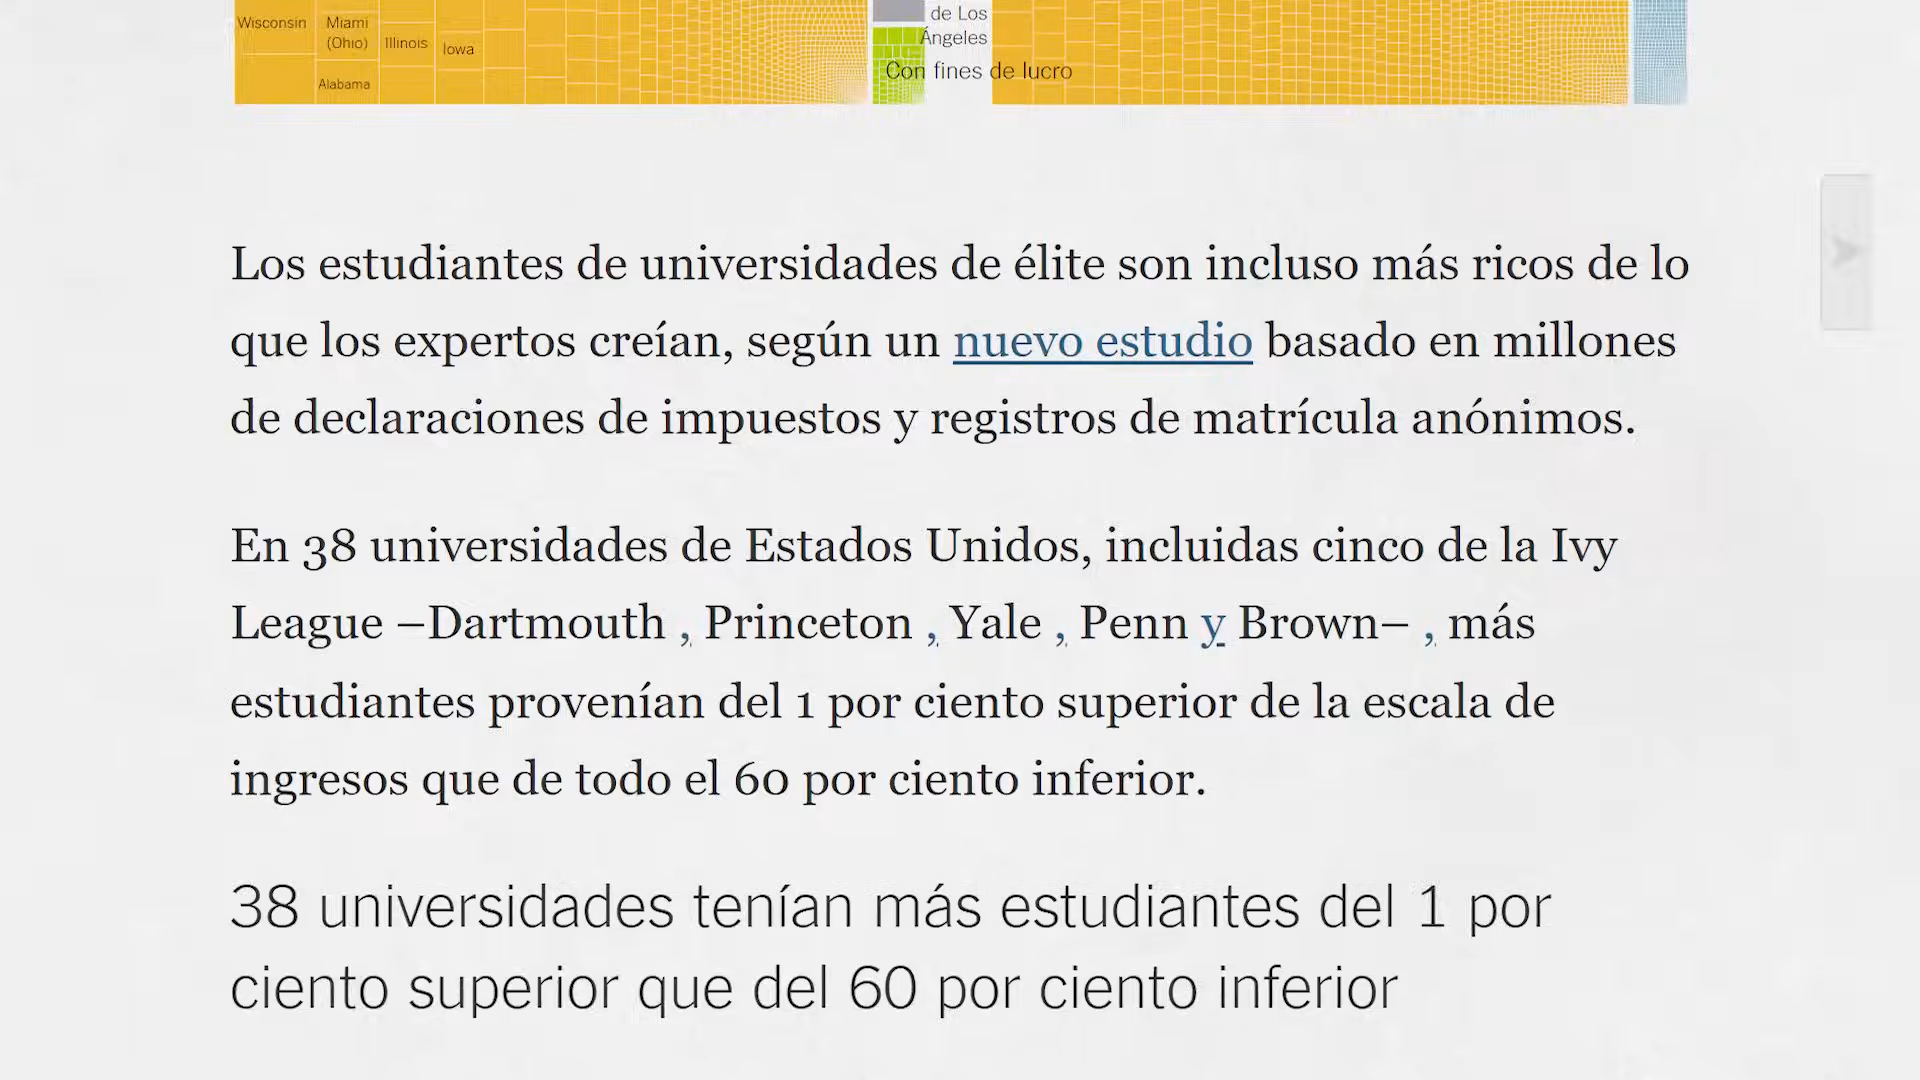 Wisconsin
Miami
(Ohio)
Illinois
Iowa
Alabama
de Los
Ángeles
Con fines de lucro
Los estudiantes de universidades de élite son incluso más ricos de lo
que los expertos creían, según un nuevo estudio basado en millones
de declaraciones de impuestos y registros de matrícula anónimos.
En 38 universidades de Estados Unidos, incluidas cinco de la Ivy
League –Dartmouth , Princeton , Yale , Penn y Brown– , más
estudiantes provenían del 1 por ciento superior de la escala de
ingresos que de todo el 60 por ciento inferior.
38 universidades tenían más estudiantes del 1 por
ciento superior que del 60 por ciento inferior